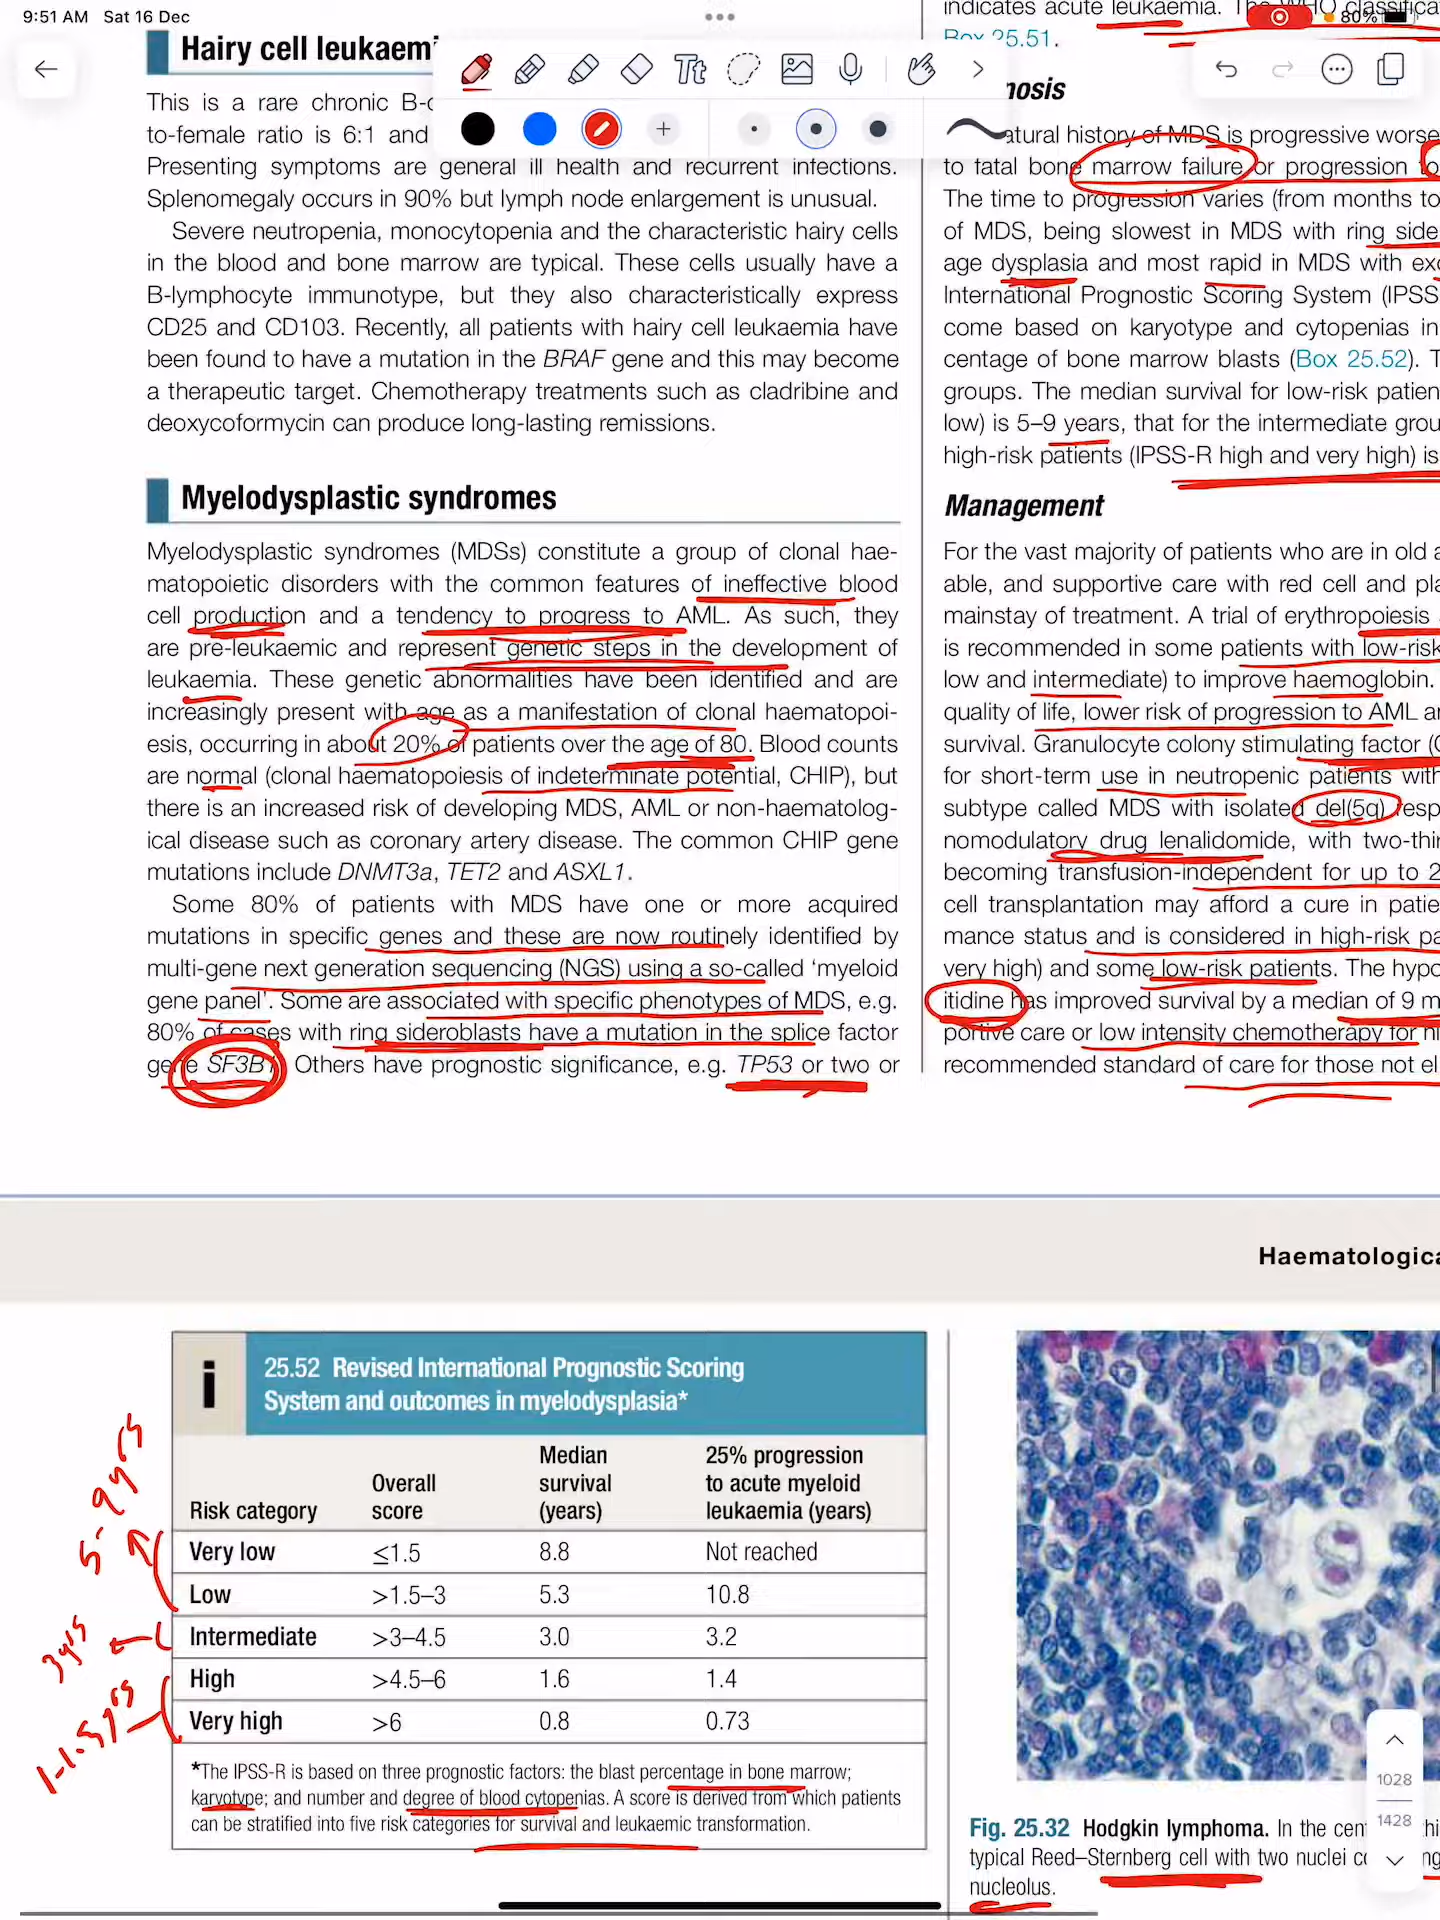 9:51 AM Sat 16 Dec
80%
Hairy cell leukaemi
This is a rare chronic B-c
to-female ratio is 6:1 and
Presenting symptoms are general ill health and recurrent infections.
Splenomegaly occurs in 90% but lymph node enlargement is unusual.
Severe neutropenia, monocytopenia and the characteristic hairy cells
in the blood and bone marrow are typical. These cells usually have a
B-lymphocyte immunotype, but they also characteristically express
CD25 and CD103. Recently, all patients with hairy cell leukaemia have
been found to have a mutation in the BRAF gene and this may become
a therapeutic target. Chemotherapy treatments such as cladribine and
deoxycoformycin can produce long-lasting remissions.
Myelodysplastic syndromes
Myelodysplastic syndromes (MDSs) constitute a group of clonal hae-
matopoietic disorders with the common features of ineffective blood
cell production and a tendency to progress to AML. As such, they
are pre-leukaemic and represent genetic steps in the development of
leukaemia. These genetic abnormalities have been identified and are
increasingly present with age as a manifestation of clonal haematopoi-
esis, occurring in about 20% of patients over the age of 80. Blood counts
are normal (clonal haematopoiesis of indeterminate potential, CHIP), but
there is an increased risk of developing MDS, AML or non-haematolog-
ical disease such as coronary artery disease. The common CHIP gene
mutations include DNMT3a, TET2 and ASXL1.
Some 80% of patients with MDS have one or more acquired
mutations in specific genes and these are now routinely identified by
multi-gene next generation sequencing (NGS) using a so-called 'myeloid
gene panel'. Some are associated with specific phenotypes of MDS, e.g.
80% of cases with ring sideroblasts have a mutation in the splice factor
gene SF3B1. Others have prognostic significance, e.g. TP53 or two or
indicates acute leukaemia. The WHO classifica
Box 25.51.
nosis
atural history of MDS is progressive worse
to fatal bone marrow failure or progression to
The time to progression varies (from months to
of MDS, being slowest in MDS with ring side
age dysplasia and most rapid in MDS with exc
International Prognostic Scoring System (IPSS
come based on karyotype and cytopenias in
centage of bone marrow blasts (Box 25.52). T
groups. The median survival for low-risk patien
low) is 5–9 years, that for the intermediate grou
high-risk patients (IPSS-R high and very high) is
Management
For the vast majority of patients who are in old a
able, and supportive care with red cell and pla
mainstay of treatment. A trial of erythropoiesis
is recommended in some patients with low-risk
low and intermediate) to improve haemoglobin.
quality of life, lower risk of progression to AML a
survival. Granulocyte colony stimulating factor (
for short-term use in neutropenic patients with
subtype called MDS with isolated del(5q) resp
nomodulatory drug lenalidomide, with two-thi
becoming transfusion-independent for up to 2
cell transplantation may afford a cure in patie
mance status and is considered in high-risk pa
very high) and some low-risk patients. The hypo
itidine has improved survival by a median of 9 m
portive care or low intensity chemotherapy for hi
recommended standard of care for those not el
Haematologica
i
25.52 Revised International Prognostic Scoring
System and outcomes in myelodysplasia*
Risk category Overall score Median survival (years) 25% progression to acute myeloid leukaemia (years)
Very low ≤1.5 8.8 Not reached
Low >1.5–3 5.3 10.8
Intermediate >3–4.5 3.0 3.2
High >4.5–6 1.6 1.4
Very high >6 0.8 0.73
*The IPSS-R is based on three prognostic factors: the blast percentage in bone marrow;
karyotype; and number and degree of blood cytopenias. A score is derived from which patients
can be stratified into five risk categories for survival and leukaemic transformation.
5-9yrs
3yrs
1-1.5yrs
Fig. 25.32 Hodgkin lymphoma. In the cen
typical Reed–Sternberg cell with two nuclei c
nucleolus.
1028
1428